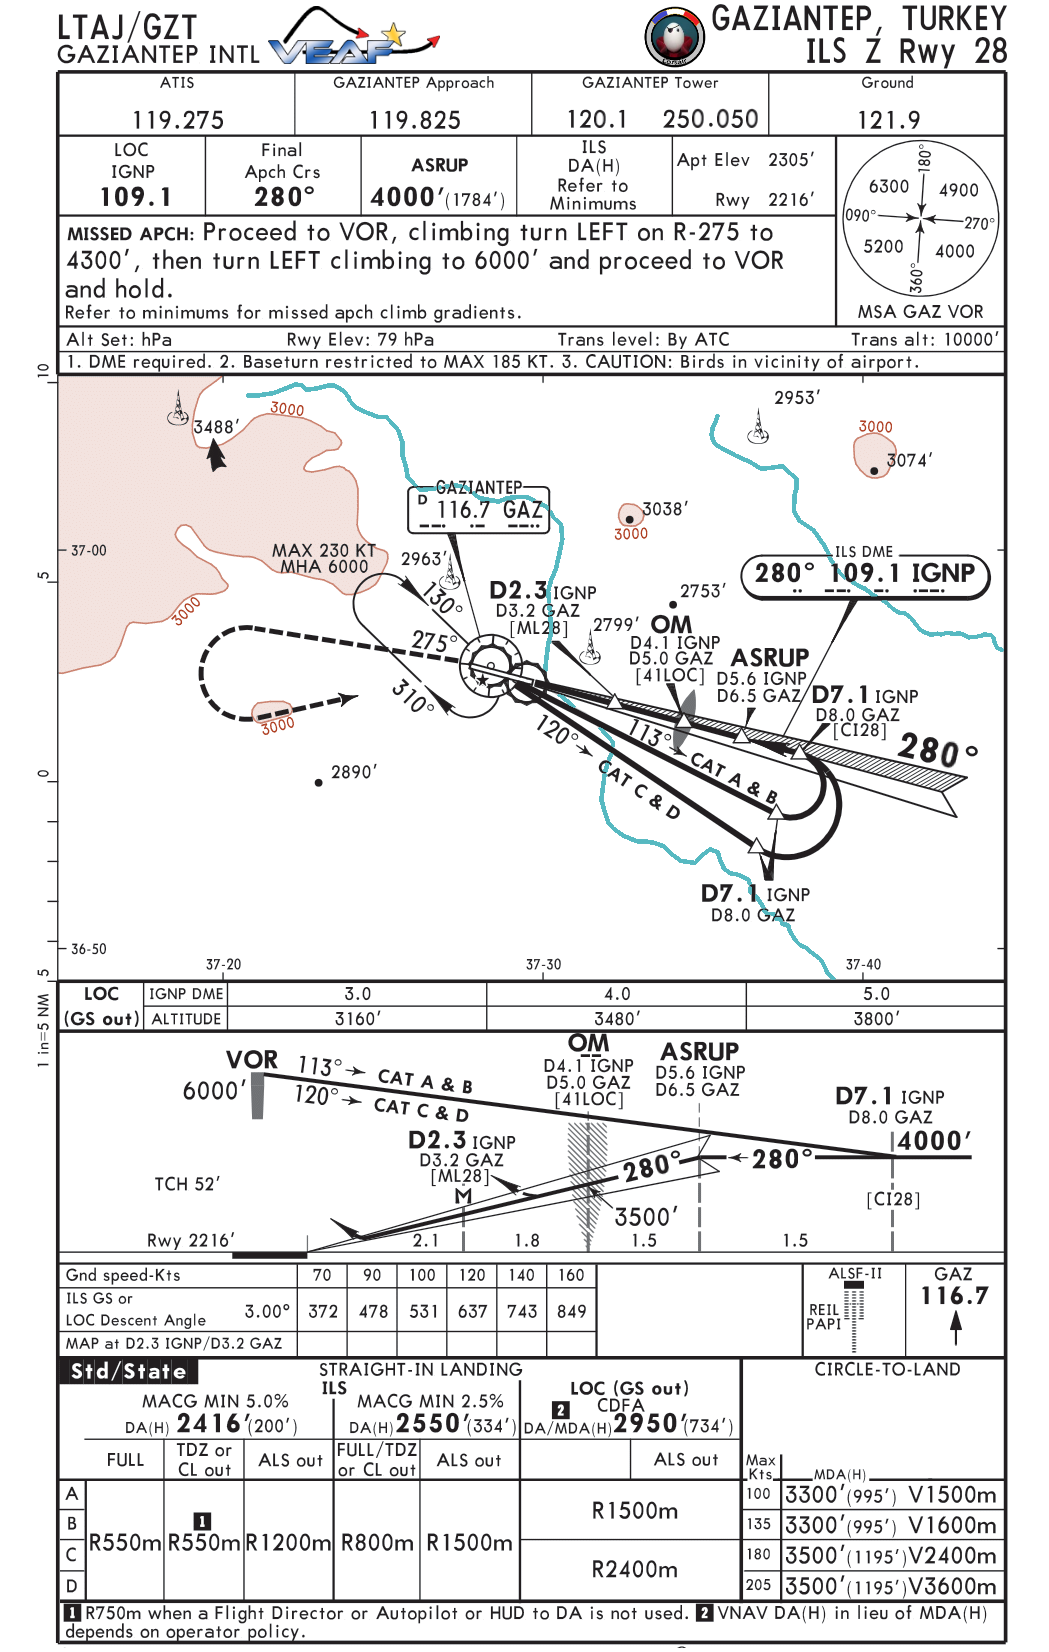 LTAJ/GZT
GAZIANTEP INTL
VEAF
GAZIANTEP, TURKEY
ILS Z Rwy 28
ATIS
119.275
GAZIANTEP Approach
119.825
GAZIANTEP Tower
120.1 250.050
Ground
121.9
LOC
IGNP
109.1
Final
Apch Crs
280°
ASRUP
4000'(1784')
ILS
DA(H)
Refer to
Minimums
Apt Elev 2305'
Rwy 2216'
MISSED APCH: Proceed to VOR, climbing turn LEFT on R-275 to
4300', then turn LEFT climbing to 6000' and proceed to VOR
and hold.
Refer to minimums for missed apch climb gradients.
180°
6300 4900
090° 270°
5200 4000
360°
MSA GAZ VOR
Alt Set: hPa Rwy Elev: 79 hPa Trans level: By ATC Trans alt: 10000'
1. DME required. 2. Baseturn restricted to MAX 185 KT. 3. CAUTION: Birds in vicinity of airport.
10
5
0
5
1 in=5 NM
3000
3488'
2953'
3000
3074'
GAZIANTEP
D 116.7 GAZ
3038'
3000
37-00
MAX 230 KT
MHA 6000
2963'
130°
3000
275°
310°
3000
2890'
D2.3 IGNP
D3.2 GAZ
[ML28]
2799'
2753'
OM
D4.1 IGNP
D5.0 GAZ
[41LOC]
ILS DME
280° 109.1 IGNP
ASRUP
D5.6 IGNP
D6.5 GAZ
D7.1 IGNP
D8.0 GAZ
[CI28]
280°
113° CAT A & B
120° CAT C & D
D7.1 IGNP
D8.0 GAZ
36-50
37-20 37-30 37-40
LOC
(GS out)
IGNP DME 3.0 4.0 5.0
ALTITUDE 3160' 3480' 3800'
VOR
6000'
113° CAT A & B
120° CAT C & D
OM
D4.1 IGNP
D5.0 GAZ
[41LOC]
ASRUP
D5.6 IGNP
D6.5 GAZ
D7.1 IGNP
D8.0 GAZ
4000'
D2.3 IGNP
D3.2 GAZ
[ML28]
M
280°
280°
[CI28]
3500'
TCH 52'
Rwy 2216'
2.1 1.8 1.5 1.5
Gnd speed-Kts 70 90 100 120 140 160
ILS GS or
LOC Descent Angle 3.00° 372 478 531 637 743 849
MAP at D2.3 IGNP/D3.2 GAZ
ALSF-II
REIL
PAPI
GAZ
116.7
Std/State
STRAIGHT-IN LANDING
CIRCLE-TO-LAND
ILS
MACG MIN 5.0%
DA(H) 2416'(200')
MACG MIN 2.5%
DA(H) 2550'(334')
LOC (GS out)
2 CDFA
DA/MDA(H) 2950'(734')
FULL
TDZ or
CL out
ALS out
FULL/TDZ
or CL out
ALS out
ALS out
Max
Kts
MDA(H)
A
B
C
D
R550m
1
R550m
R1200m
R800m
R1500m
R1500m
R2400m
100 3300'(995') V1500m
135 3300'(995') V1600m
180 3500'(1195') V2400m
205 3500'(1195') V3600m
1 R750m when a Flight Director or Autopilot or HUD to DA is not used. 2 VNAV DA(H) in lieu of MDA(H)
depends on operator policy.